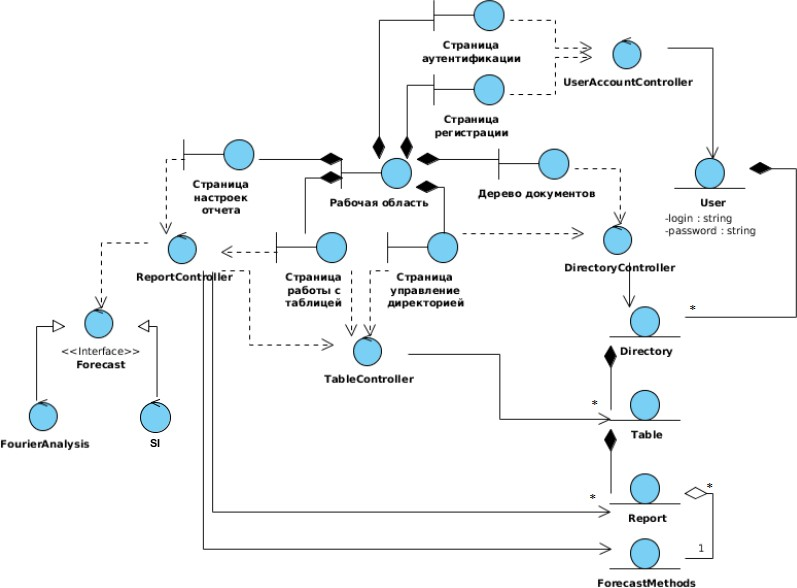 Страница
аутентификации
UserAccountController
Страница
регистрации
Страница
настроек
отчета
Рабочая область
Дерево документов
User
-login : string
-password : string
ReportController
Страница
работы с
таблицей
Страница
управление
директорией
DirectoryController
*
<<Interface>>
Forecast
Directory
TableController
*
FourierAnalysis
SI
Table
*
*
Report
1
ForecastMethods